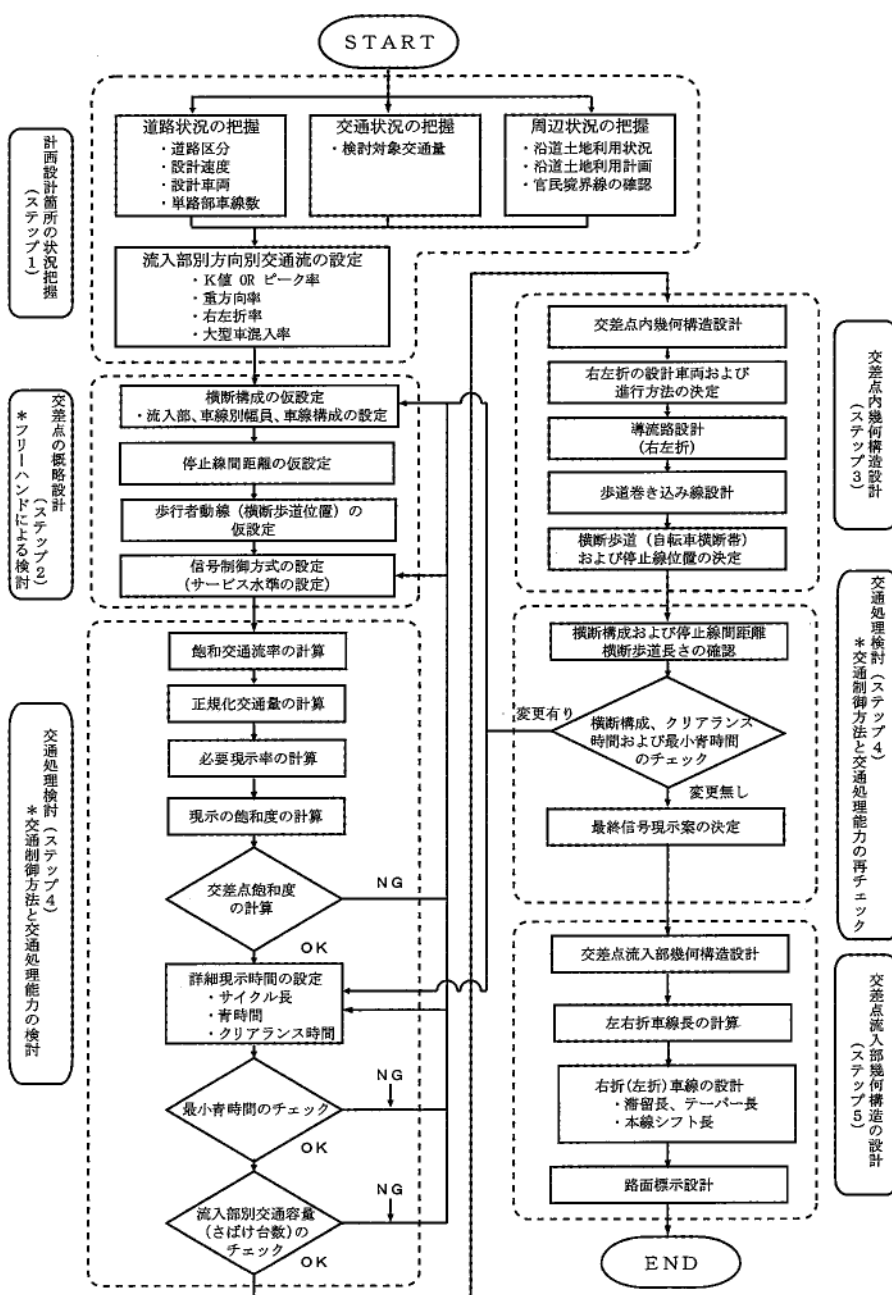 START
計画設計箇所の状況把握
(ステップ1)
道路状況の把握
・道路区分
・設計速度
・設計車両
・単路部車線数
交通状況の把握
・検討対象交通量
周辺状況の把握
・沿道土地利用状況
・沿道土地利用計画
・官民境界線の確認
流入部別方向別交通流の設定
・K値 OR ピーク率
・重方向率
・右左折率
・大型車混入率
交差点の概略設計
(ステップ2)
*フリーハンドによる検討
横断構成の仮設定
・流入部、車線別幅員、車線構成の設定
停止線間距離の仮設定
歩行者動線(横断歩道位置)の
仮設定
信号制御方式の設定
(サービス水準の設定)
交通処理検討(ステップ4)
*交通制御方法と交通処理能力の検討
飽和交通流率の計算
正規化交通量の計算
必要現示率の計算
現示の飽和度の計算
交差点飽和度
の計算
NG
OK
詳細現示時間の設定
・サイクル長
・青時間
・クリアランス時間
最小青時間のチェック
NG
OK
流入部別交通容量
(さばけ台数)の
チェック
NG
OK
交差点内幾何構造設計
(ステップ3)
交差点内幾何構造設計
右左折の設計車両および
進行方法の決定
導流路設計
(右左折)
歩道巻き込み線設計
横断歩道(自転車横断帯)
および停止線位置の決定
交通処理検討(ステップ4)
*交通制御方法と交通処理能力の再チェック
横断構成および停止線間距離
横断歩道長さの確認
変更有り
横断構成、クリアランス
時間および最小青時間
のチェック
変更無し
最終信号現示案の決定
交差点流入部幾何構造の設計
(ステップ5)
交差点流入部幾何構造設計
左右折車線長の計算
右折(左折)車線の設計
・滞留長、テーパー長
・本線シフト長
路面標示設計
END